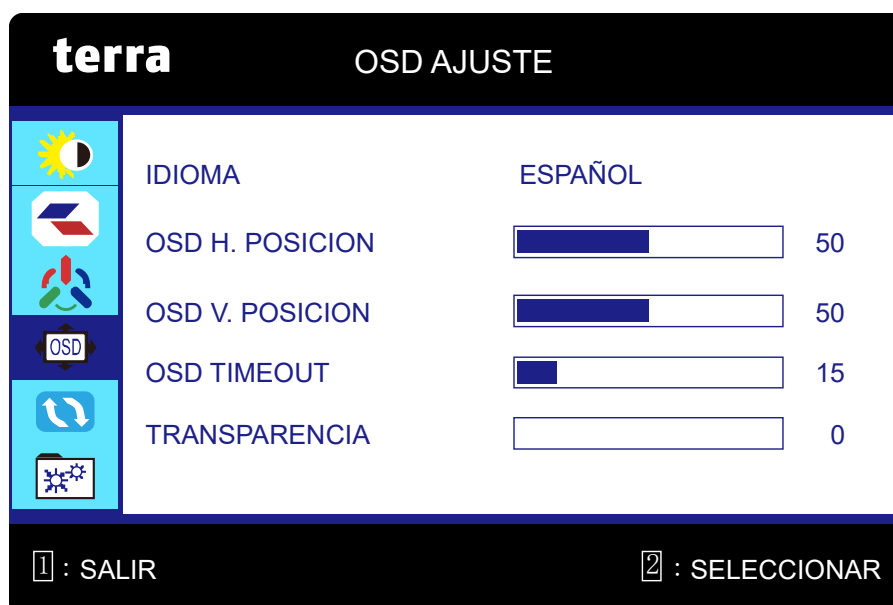 terra OSD AJUSTE
IDIOMA ESPAÑOL
OSD H. POSICION 50
OSD V. POSICION 50
OSD
OSD TIMEOUT 15
TRANSPARENCIA 0
1 : SALIR 2 : SELECCIONAR